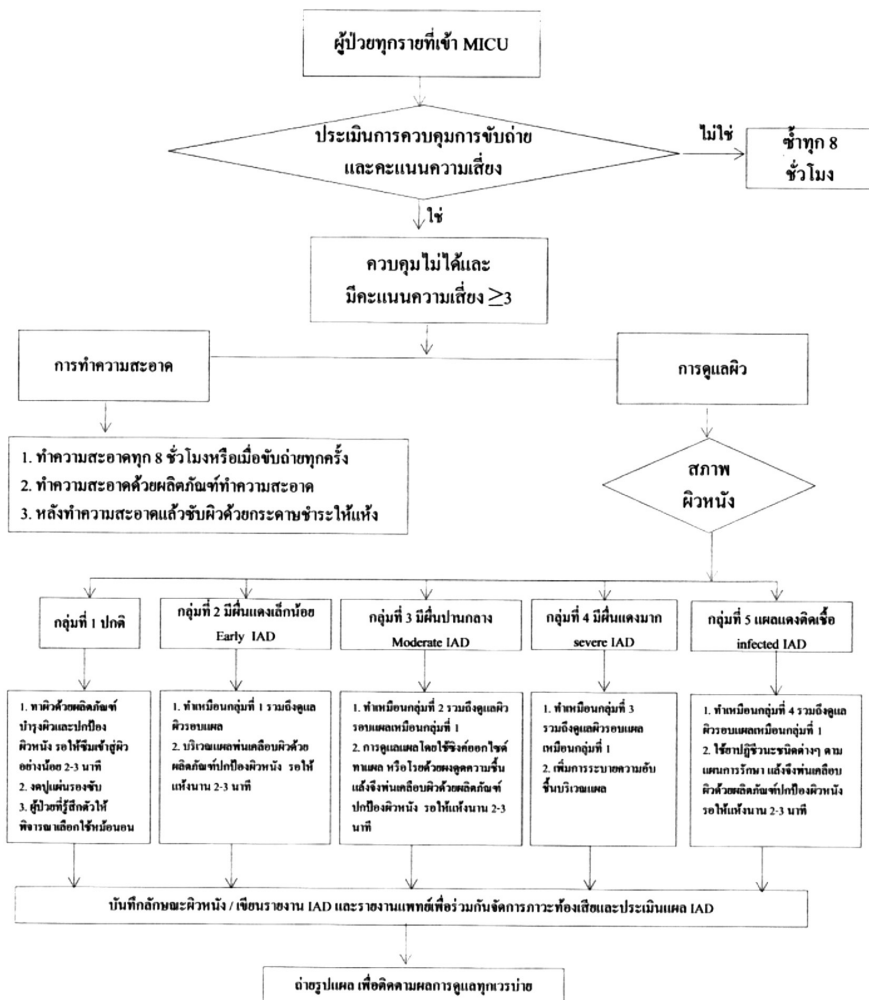 ผู้ป่วยทุกรายที่เข้า MICU
ประเมินการควบคุมการขับถ่าย
และคะแนนความเสี่ยง
ไม่ใช่
ซ้ำทุก 8
ชั่วโมง
ใช่
ควบคุมไม่ได้และ
มีคะแนนความเสี่ยง ≥3
การทำความสะอาด
การดูแลผิว
1. ทำความสะอาดทุก 8 ชั่วโมงหรือเมื่อขับถ่ายทุกครั้ง
2. ทำความสะอาดด้วยผลิตภัณฑ์ทำความสะอาด
3. หลังทำความสะอาดแล้วซับผิวด้วยกระดาษชำระให้แห้ง
สภาพ
ผิวหนัง
กลุ่มที่ 1 ปกติ
กลุ่มที่ 2 มีผื่นแดงเล็กน้อย
Early IAD
กลุ่มที่ 3 มีผื่นปานกลาง
Moderate IAD
กลุ่มที่ 4 มีผื่นแดงมาก
severe IAD
กลุ่มที่ 5 แผลแดงติดเชื้อ
infected IAD
1. ทาผิวด้วยผลิตภัณฑ์
บำรุงผิวและปกป้อง
ผิวหนัง รอให้ซึมเข้าสู่ผิว
อย่างน้อย 2-3 นาที
2. งดปูแผ่นรองซับ
3. ผู้ป่วยที่รู้สึกตัวให้
พิจารณาเลือกใช้หม้อนอน
1. ทำเหมือนกลุ่มที่ 1 รวมถึงดูแล
ผิวรอบแผล
2. บริเวณแผลพ่นเคลือบผิวด้วย
ผลิตภัณฑ์ปกป้องผิวหนัง รอให้
แห้งนาน 2-3 นาที
1. ทำเหมือนกลุ่มที่ 2 รวมถึงดูแลผิว
รอบแผลเหมือนกลุ่มที่ 1
2. การดูแลแผลโดยใช้ซิงค์ออกไซด์
ทาแผล หรือโรยด้วยผงดูดความชื้น
แล้วจึงพ่นเคลือบผิวด้วยผลิตภัณฑ์
ปกป้องผิวหนัง รอให้แห้งนาน 2-3
นาที
1. ทำเหมือนกลุ่มที่ 3
รวมถึงดูแลผิวรอบแผล
เหมือนกลุ่มที่ 1
2. เพิ่มการระบายความอับ
ชื้นบริเวณแผล
1. ทำเหมือนกลุ่มที่ 4 รวมถึงดูแล
ผิวรอบแผลเหมือนกลุ่มที่ 1
2. ใช้ยาปฏิชีวนะชนิดต่างๆ ตาม
แผนการรักษา แล้วจึงพ่นเคลือบ
ผิวด้วยผลิตภัณฑ์ปกป้องผิวหนัง
รอให้แห้งนาน 2-3 นาที
บันทึกลักษณะผิวหนัง / เขียนรายงาน IAD และรายงานแพทย์เพื่อร่วมกันจัดการภาวะท้องเสียและประเมินแผล IAD
ถ่ายรูปแผล เพื่อติดตามผลการดูแลทุกเวรบ่าย